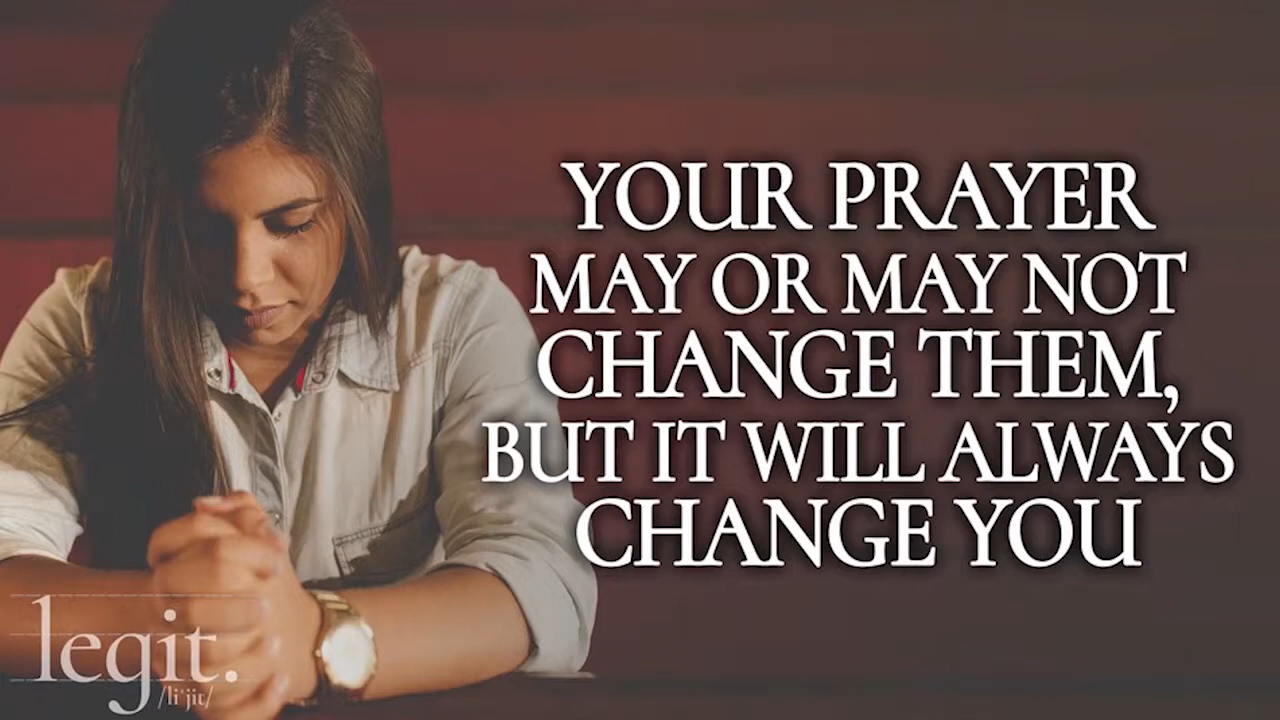 YOUR PRAYER
MAY OR MAY NOT
CHANGE THEM,
BUT IT WILL ALWAYS
CHANGE YOU
legit.
/li'jit/